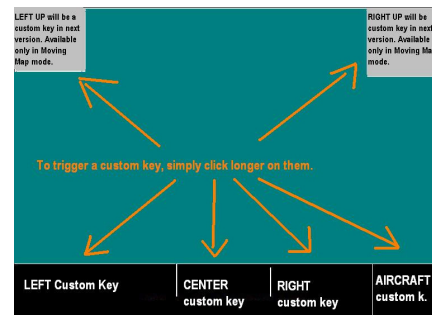 LEFT UP will be a
custom key in next
version. Available
only in Moving
Map mode.
RIGHT UP will be
custom key in next
version. Available
only in Moving Ma
mode.
To trigger a custom key, simply click longer on them.
LEFT Custom Key
CENTER
custom key
RIGHT
custom key
AIRCRAFT
custom k.